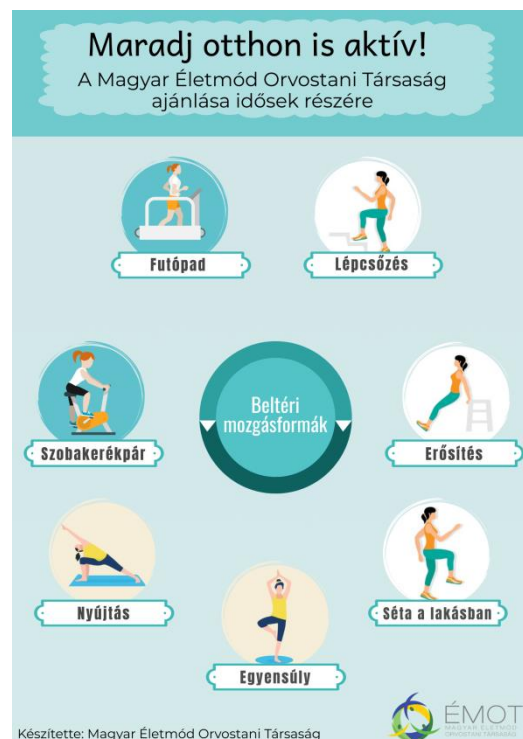 Maradj otthon is aktív!
A Magyar Életmód Orvostani Társaság
ajánlása idősek részére
Futópad
Lépcsőzés
Szobakerékpár
Beltéri
mozgásformák
Erősítés
Nyújtás
Séta a lakásban
Egyensúly
ÉMOT
MAGYAR ÉLETMÓD
ORVOSTANI TÁRSASÁG
Készítette: Magyar Életmód Orvostani Társaság